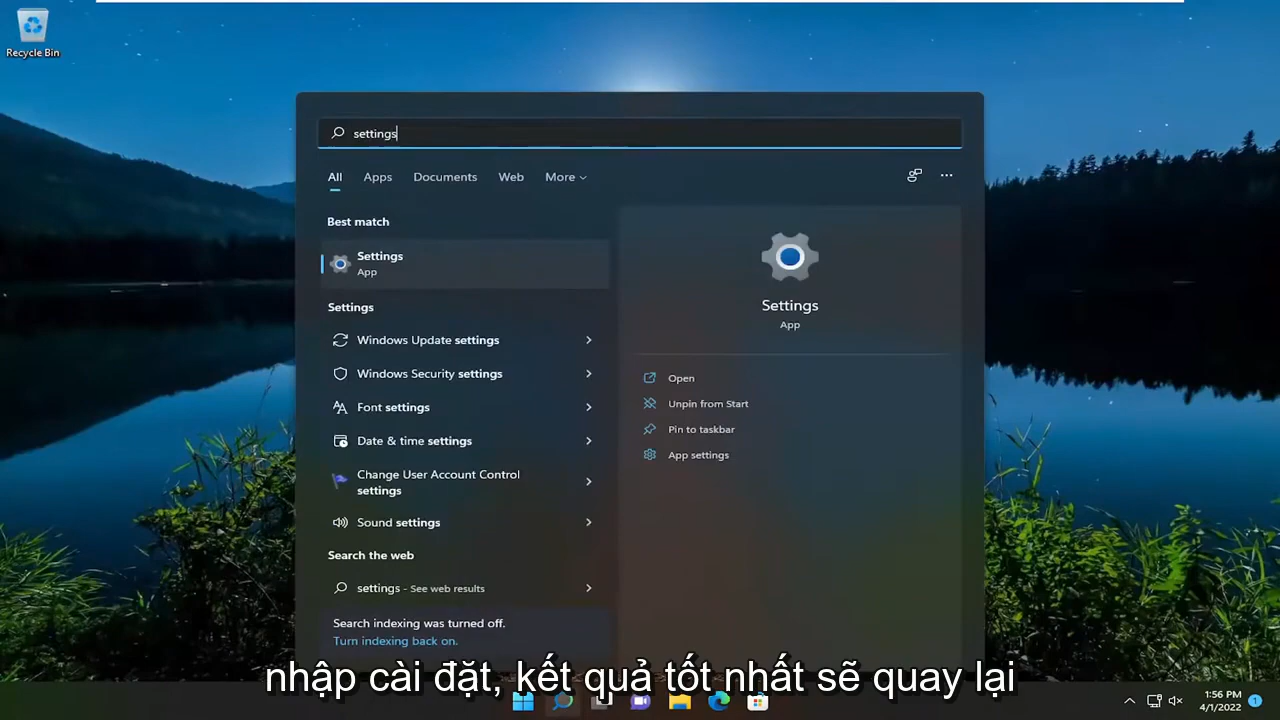 Recycle Bin
settings
All Apps Documents Web More
Best match
Settings
App
Settings
Windows Update settings
Windows Security settings
Font settings
Date & time settings
Change User Account Control
settings
Sound settings
Search the web
settings - See web results
Search indexing was turned off.
Turn indexing back on.
Settings
App
Open
Unpin from Start
Pin to taskbar
App settings
nhập cài đặt, kết quả tốt nhất sẽ quay lại
1:56 PM
4/1/2022
1